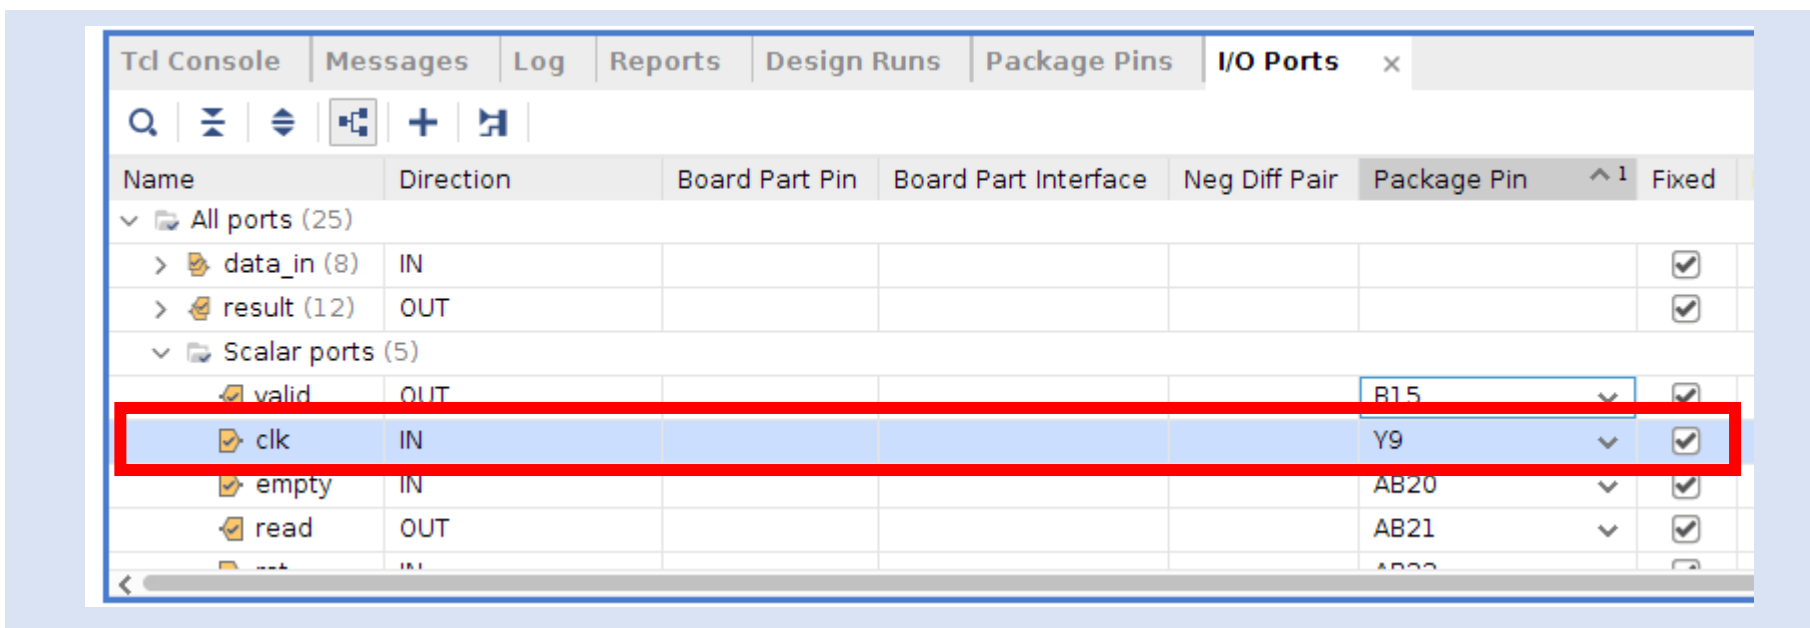 Tcl Console Messages Log Reports Design Runs Package Pins I/O Ports ×
Name Direction Board Part Pin Board Part Interface Neg Diff Pair Package Pin 1 Fixed
All ports (25)
data_in (8) IN
result (12) OUT
Scalar ports (5)
valid OUT B15
clk IN Y9
empty IN AB20
read OUT AB21